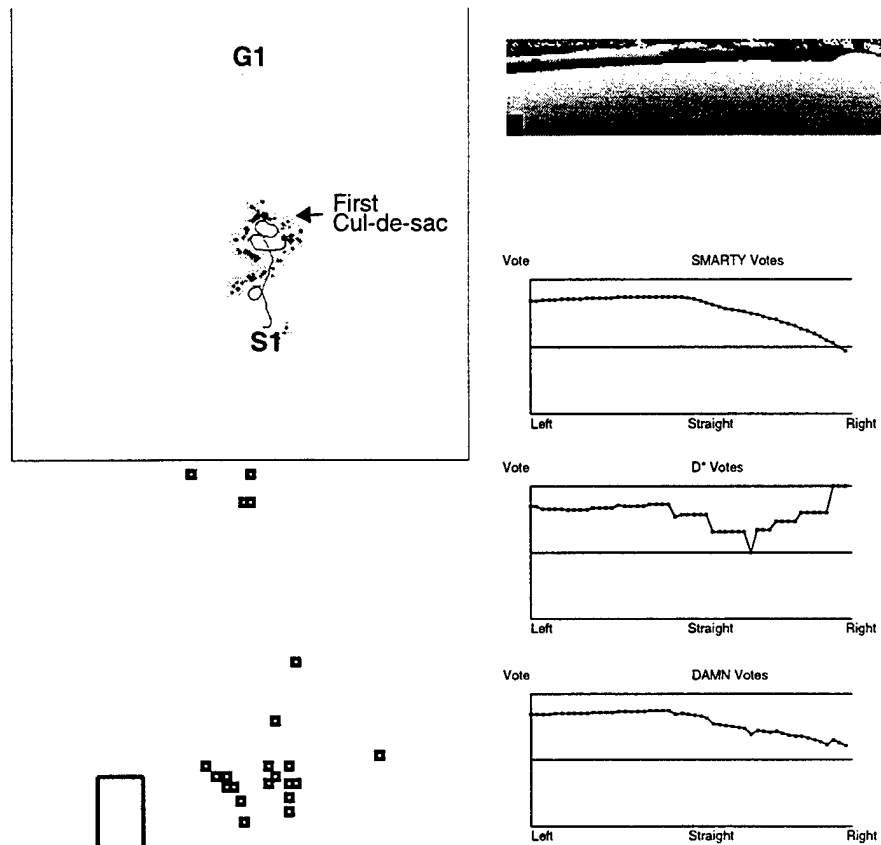 G1
First
Cul-de-sac
S1
Vote SMARTY Votes
Left Straight Right
Vote D* Votes
Left Straight Right
Vote DAMN Votes
Left Straight Right